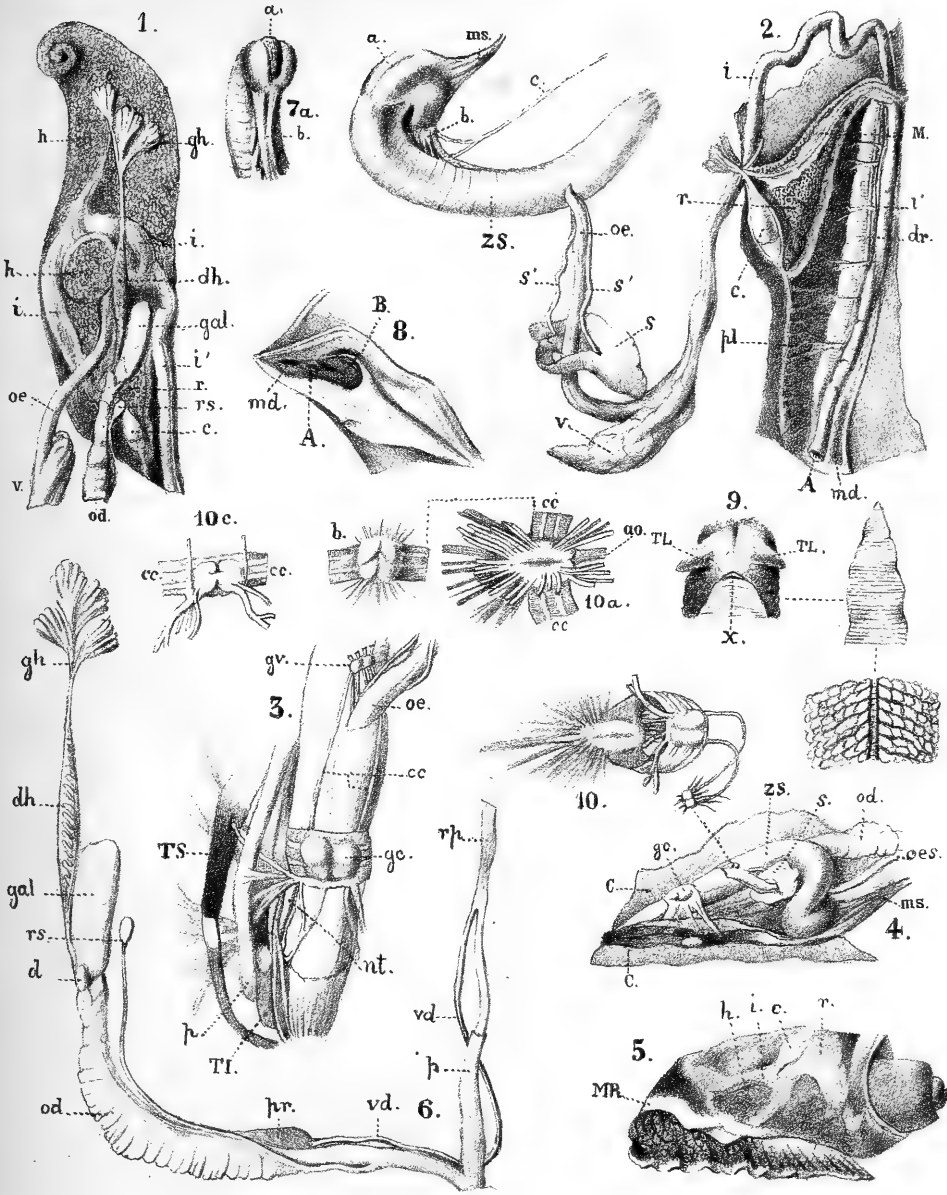 1.
a.
h
gh.
7a.
b.
i.
h
dh.
i
gal.
i'
r.
oe
rs.
c.
v.
od.
a.
ms.
c.
b.
zs.
oe.
s'
s'
s
v.
2.
i
M.
r.
i'
dr.
c.
pl
A
md.
B.
8.
md.
A.
10c.
cc.
cc.
b.
cc
ao.
10a.
cc
9.
TL
TL.
x.
gh
dh
gal
rs
d
od.
pr.
vd.
6.
gv.
3.
oe.
cc
TS
gc.
nt.
p
TI.
rp.
vd
p
10.
zs.
s.
od.
gc.
oes.
C.
ms.
4.
C.
h.
i.
c.
r.
5.
MR